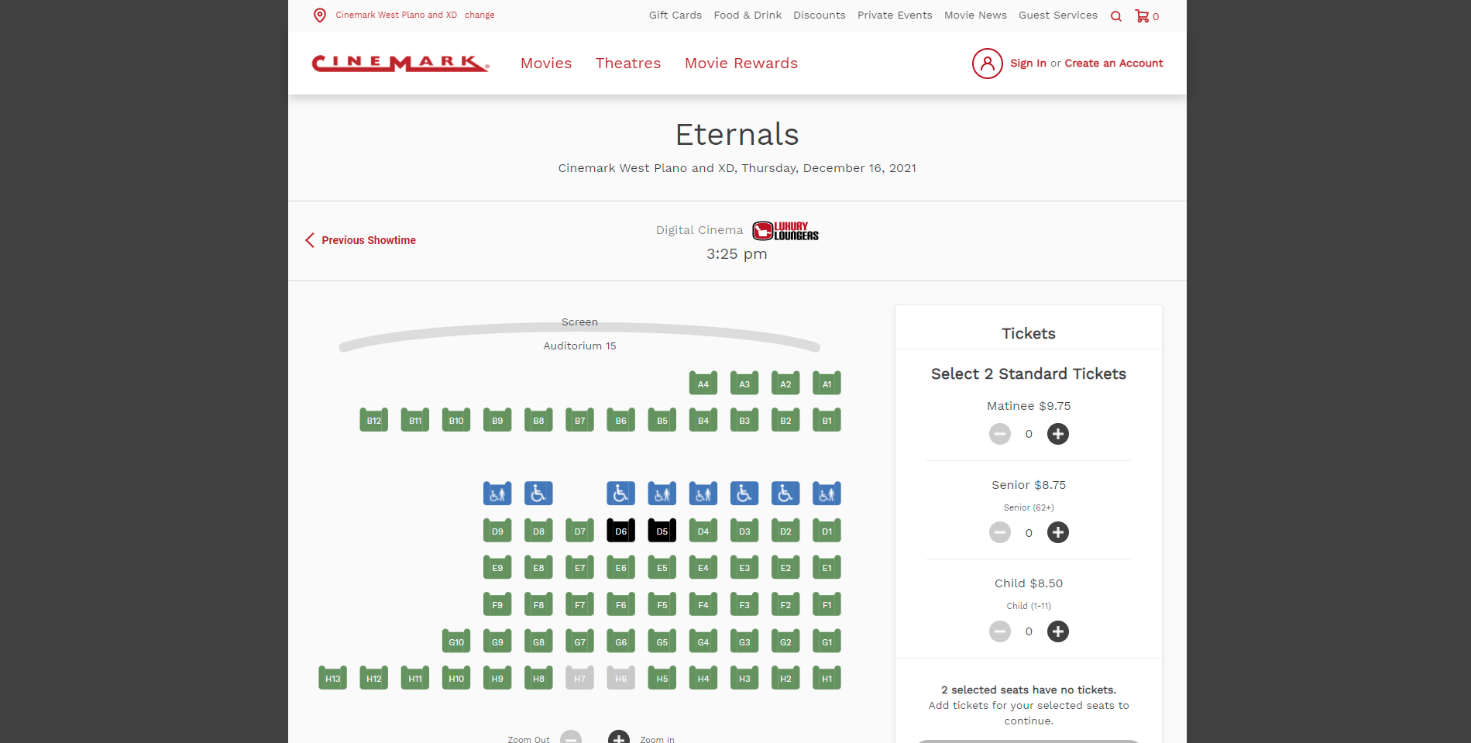 Cinemark West Plano and XD change
Gift Cards Food & Drink Discounts Private Events Movie News Guest Services 0
CINEMARK Movies Theatres Movie Rewards Sign In or Create an Account
Eternals
Cinemark West Plano and XD, Thursday, December 16, 2021
Previous Showtime
Digital Cinema LUXURY LOUNGERS
3:25 pm
Screen
Auditorium 15
A4 A3 A2 A1
B12 B11 B10 B9 B8 B7 B6 B5 B4 B3 B2 B1
D9 D8 D7 D6 D5 D4 D3 D2 D1
E9 E8 E7 E6 E5 E4 E3 E2 E1
F9 F8 F7 F6 F5 F4 F3 F2 F1
G10 G9 G8 G7 G6 G5 G4 G3 G2 G1
H13 H12 H11 H10 H9 H8 H7 H6 H5 H4 H3 H2 H1
Zoom Out Zoom In
Tickets
Select 2 Standard Tickets
Matinee $9.75
0
Senior $8.75
Senior (62+)
0
Child $8.50
Child (1-11)
0
2 selected seats have no tickets.
Add tickets for your selected seats to
continue.